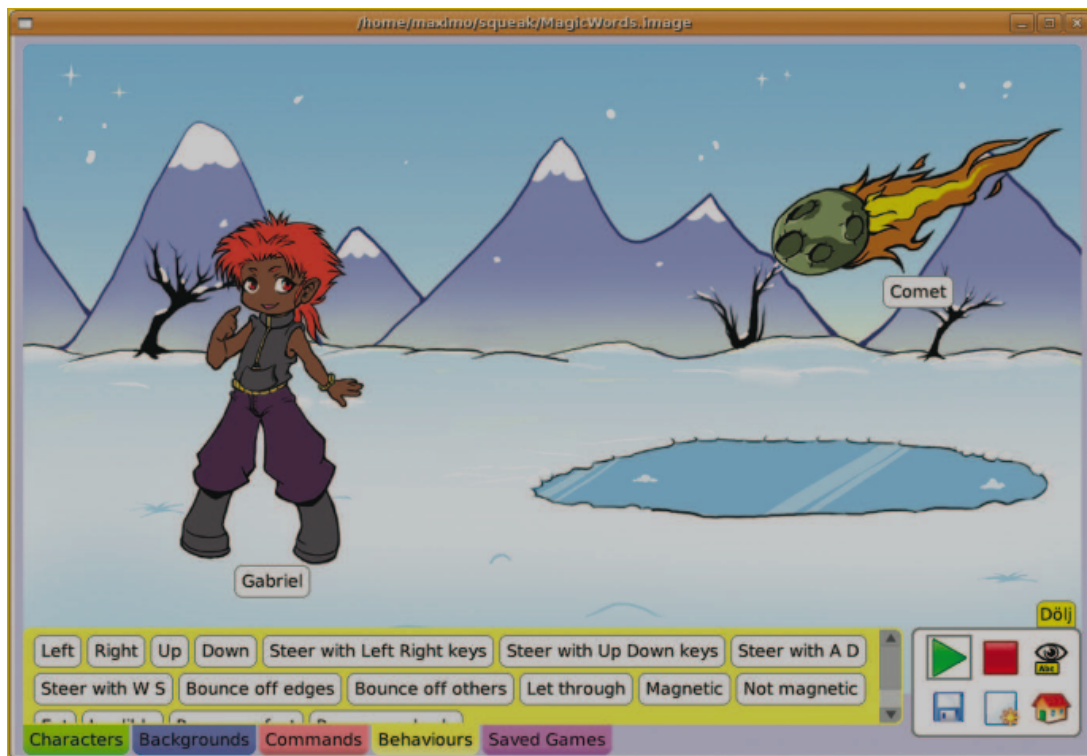 /home/maximo/squeak/MagicWords.image
Comet
Gabriel
Dölj
Left Right Up Down Steer with Left Right keys Steer with Up Down keys Steer with A D
Abc
Steer with W S Bounce off edges Bounce off others Let through Magnetic Not magnetic
Characters Backgrounds Commands Behaviours Saved Games